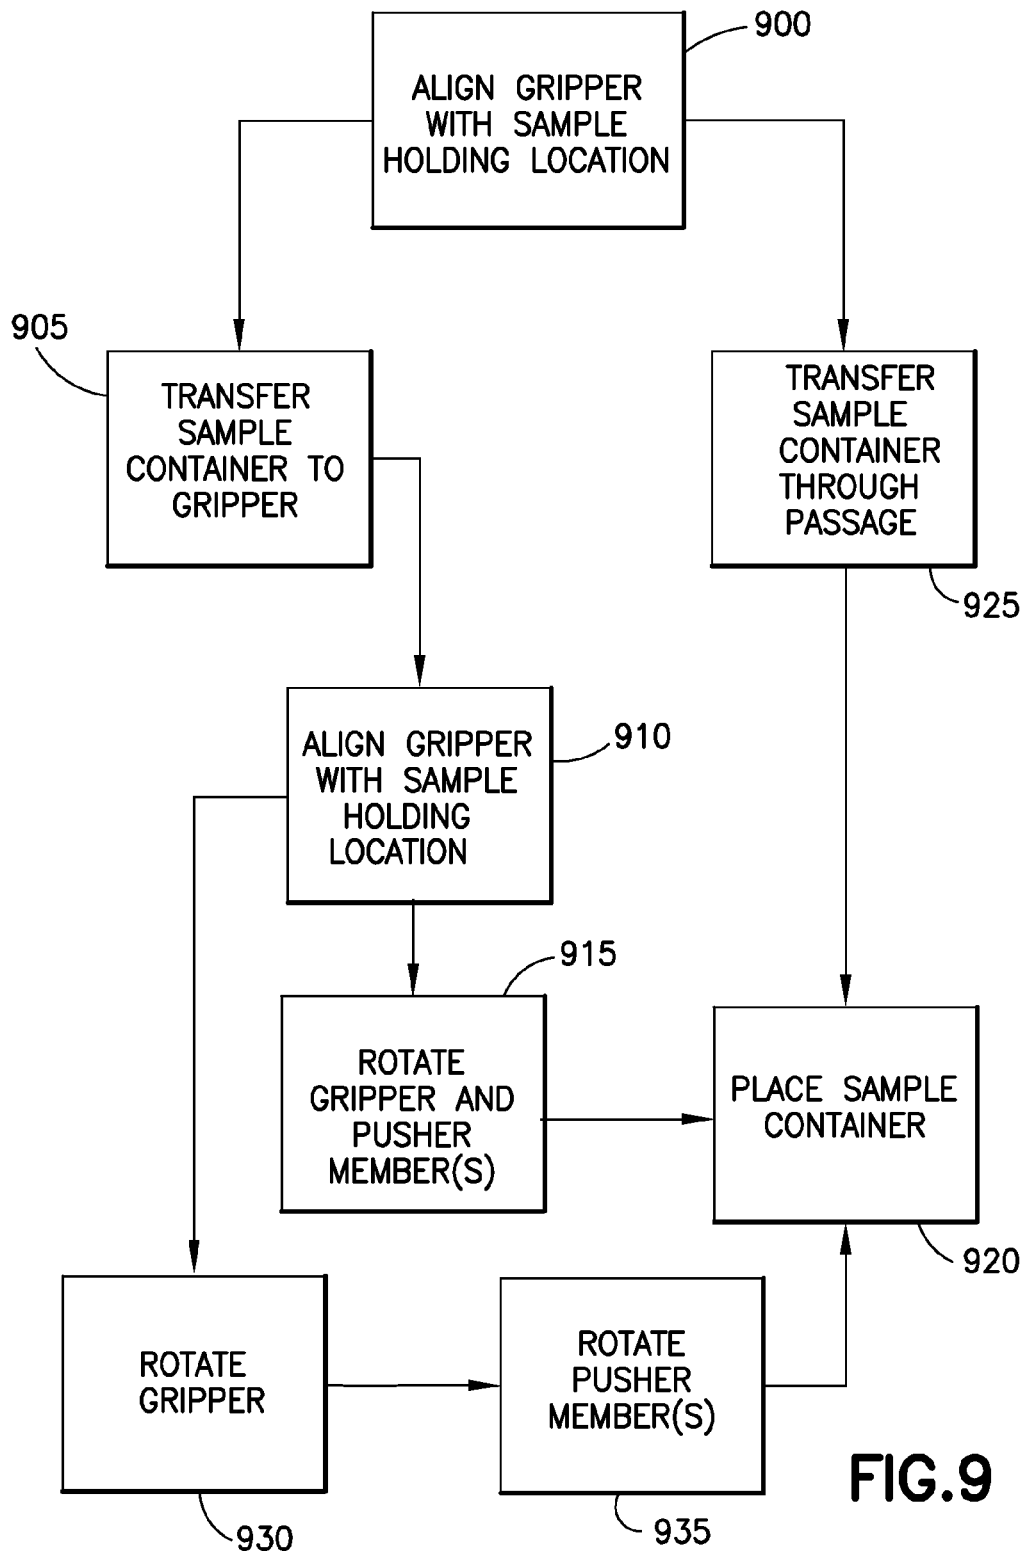 900
ALIGN GRIPPER
WITH SAMPLE
HOLDING LOCATION
905
TRANSFER
SAMPLE
CONTAINER TO
GRIPPER
TRANSFER
SAMPLE
CONTAINER
THROUGH
PASSAGE
925
ALIGN GRIPPER
WITH SAMPLE
HOLDING
LOCATION
910
915
ROTATE
GRIPPER AND
PUSHER
MEMBER(S)
PLACE SAMPLE
CONTAINER
920
ROTATE
GRIPPER
930
ROTATE
PUSHER
MEMBER(S)
935
FIG.9